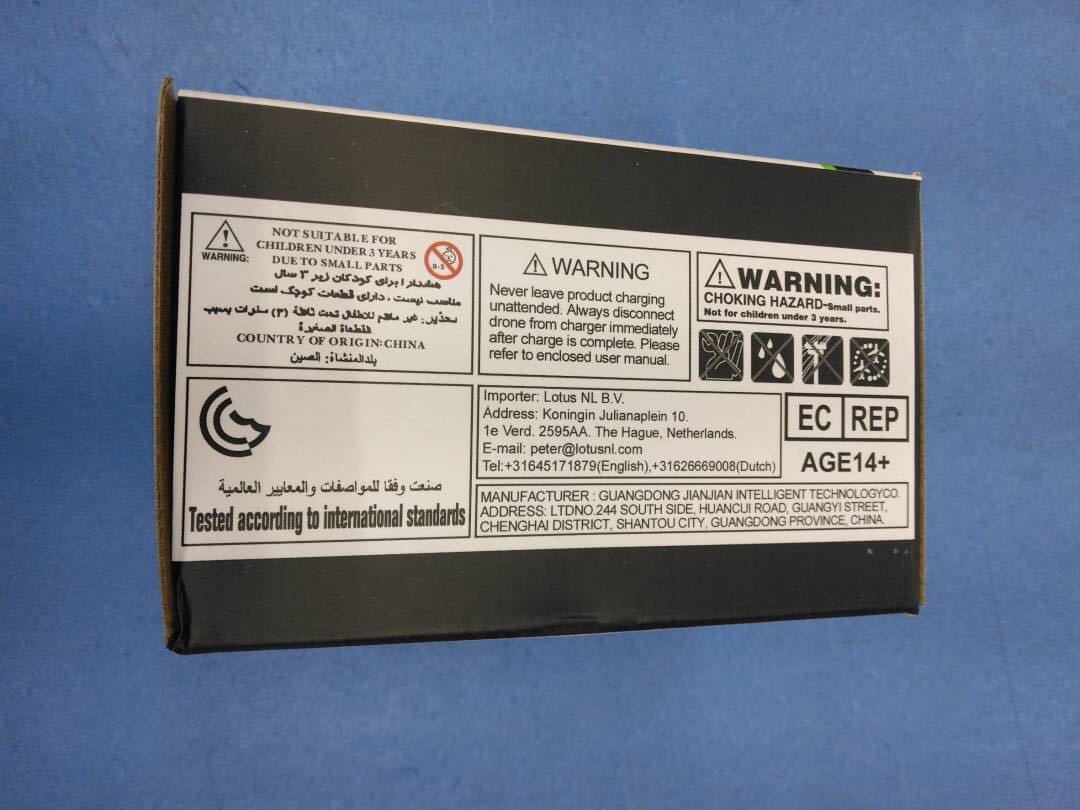 WARNING:
NOT SUITABLE FOR
CHILDREN UNDER 3 YEARS
DUE TO SMALL PARTS
0-3
هشدار ! برای کودکان زیر ٣ سال
مناسب نیست ، دارای قطعات کوچک است
تحذير: غير ملائم للاطفال تحت ثلاثة (٣) سنوات بسبب
القطعاة الصغيرة
COUNTRY OF ORIGIN:CHINA
بلدالمنشاة: الصين
WARNING
Never leave product charging
unattended. Always disconnect
drone from charger immediately
after charge is complete. Please
refer to enclosed user manual.
WARNING:
CHOKING HAZARD-Small parts.
Not for children under 3 years.
صنعت وفقا للمواصفات والمعايير العالمية
Tested according to international standards
Importer: Lotus NL B.V.
Address: Koningin Julianaplein 10.
1e Verd. 2595AA. The Hague, Netherlands.
E-mail: peter@lotusnl.com
Tel:+31645171879(English),+31626669008(Dutch)
EC REP
AGE14+
MANUFACTURER : GUANGDONG JIANJIAN INTELLIGENT TECHNOLOGYCO.
ADDRESS: LTDNO.244 SOUTH SIDE, HUANCUI ROAD, GUANGYI STREET,
CHENGHAI DISTRICT, SHANTOU CITY, GUANGDONG PROVINCE, CHINA.